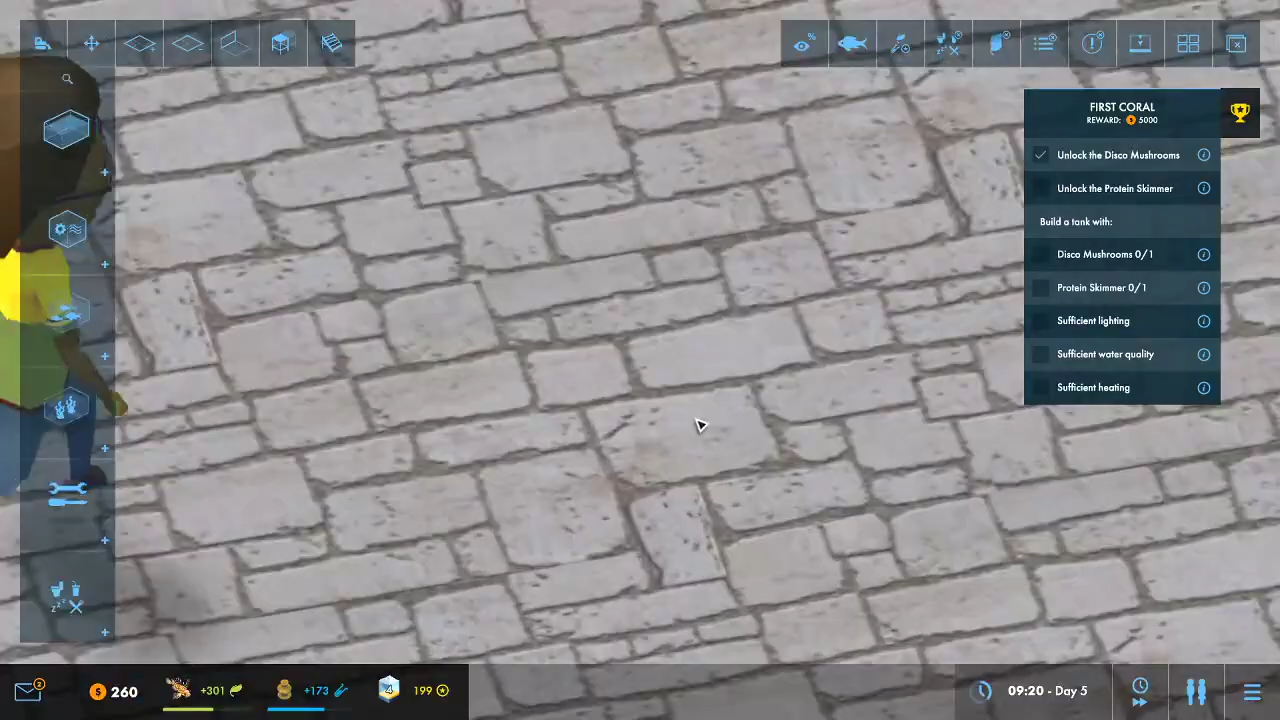 FIRST CORAL
REWARD: 5000
Unlock the Disco Mushrooms
Unlock the Protein Skimmer
Build a tank with:
Disco Mushrooms 0/1
Protein Skimmer 0/1
Sufficient lighting
Sufficient water quality
Sufficient heating
2
260
+301
+173
4
199
09:20 - Day 5